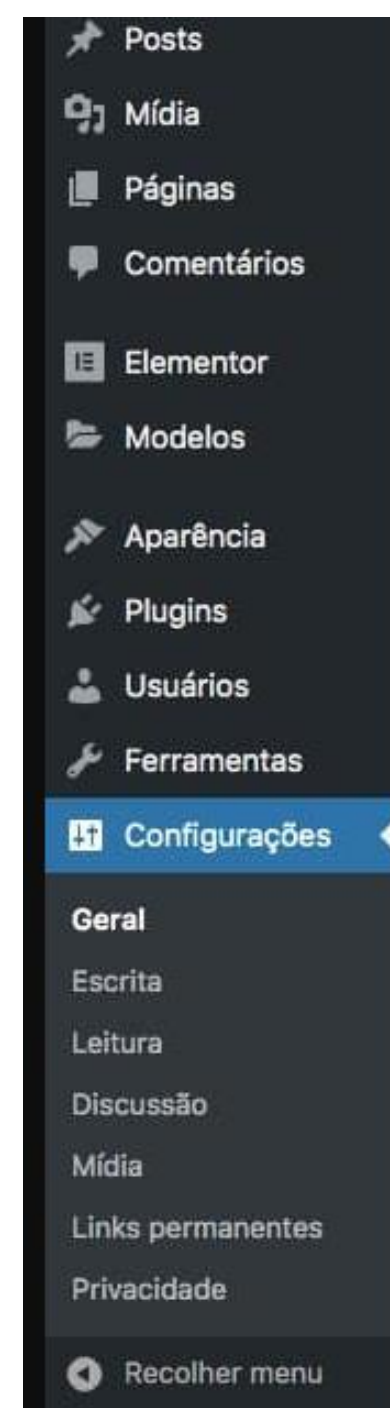 Posts
Mídia
Páginas
Comentários
Elementor
Modelos
Aparência
Plugins
Usuários
Ferramentas
Configurações
Geral
Escrita
Leitura
Discussão
Mídia
Links permanentes
Privacidade
Recolher menu